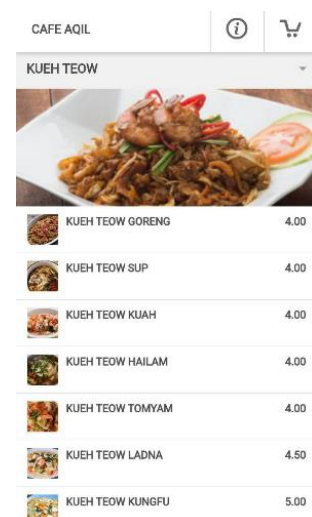 CAFE AQIL
KUEH TEOW
KUEH TEOW GORENG 4.00
KUEH TEOW SUP 4.00
KUEH TEOW KUAH 4.00
KUEH TEOW HAILAM 4.00
KUEH TEOW TOMYAM 4.00
KUEH TEOW LADNA 4.50
KUEH TEOW KUNGFU 5.00